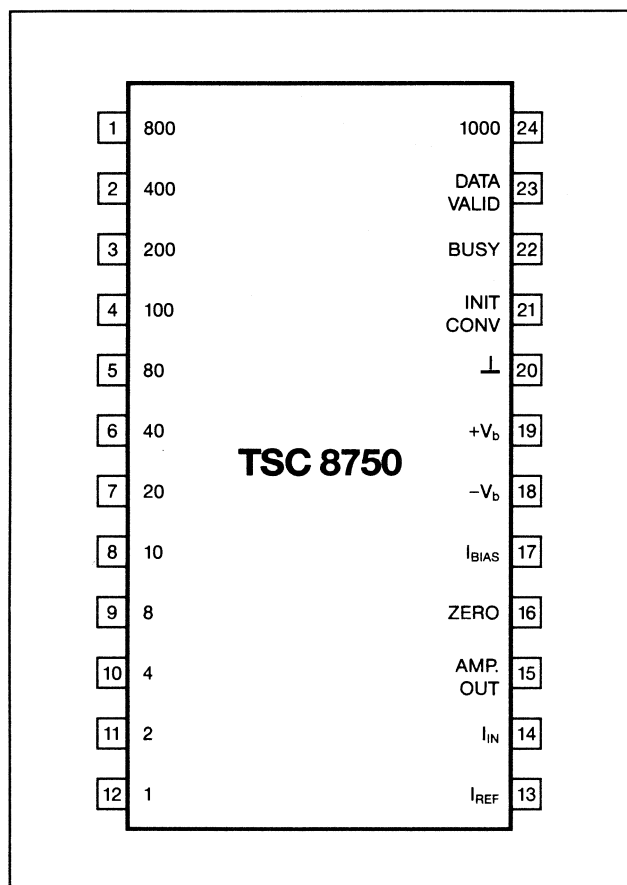 1 800 1000 24
2 400 DATA VALID 23
3 200 BUSY 22
4 100 INIT CONV 21
5 80 ⊥ 20
6 40 +Vb 19
TSC 8750
7 20 −Vb 18
8 10 IBIAS 17
9 8 ZERO 16
10 4 AMP. OUT 15
11 2 IIN 14
12 1 IREF 13